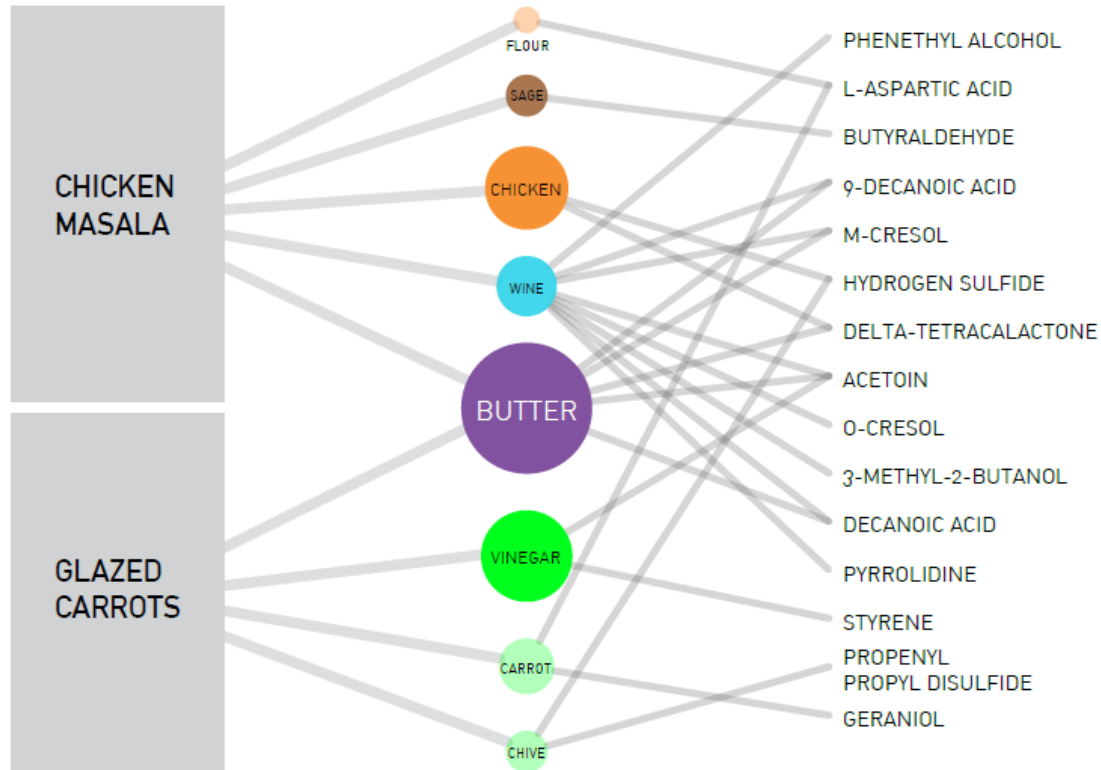 CHICKEN
MASALA
GLAZED
CARROTS
FLOUR
SAGE
CHICKEN
WINE
BUTTER
VINEGAR
CARROT
CHIVE
PHENETHYL ALCOHOL
L-ASPARTIC ACID
BUTYRALDEHYDE
9-DECANOIC ACID
M-CRESOL
HYDROGEN SULFIDE
DELTA-TETRACALACTONE
ACETOIN
O-CRESOL
3-METHYL-2-BUTANOL
DECANOIC ACID
PYRROLIDINE
STYRENE
PROPENYL
PROPYL DISULFIDE
GERANIOL